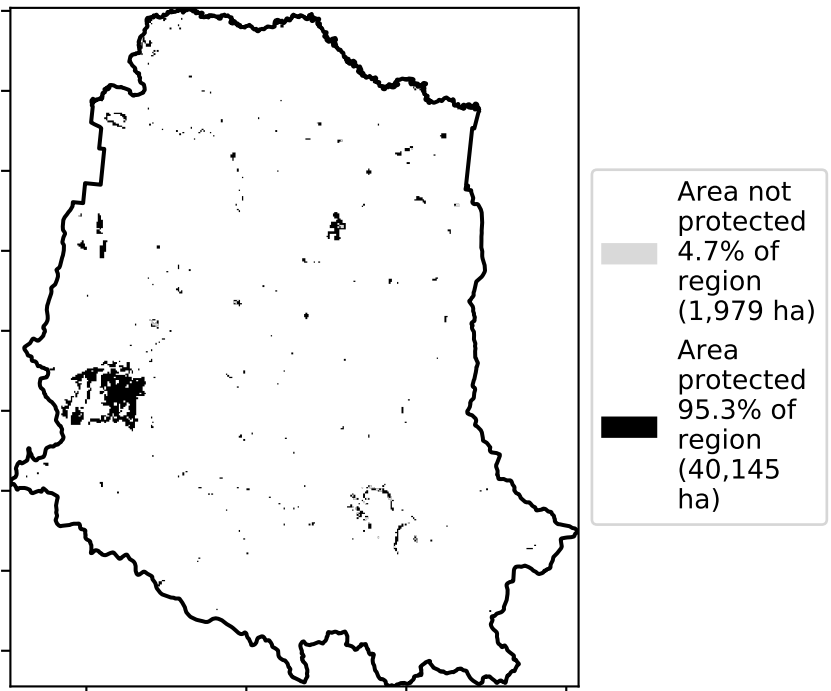 Area not
protected
4.7% of
region
(1,979 ha)
Area
protected
95.3% of
region
(40,145
ha)